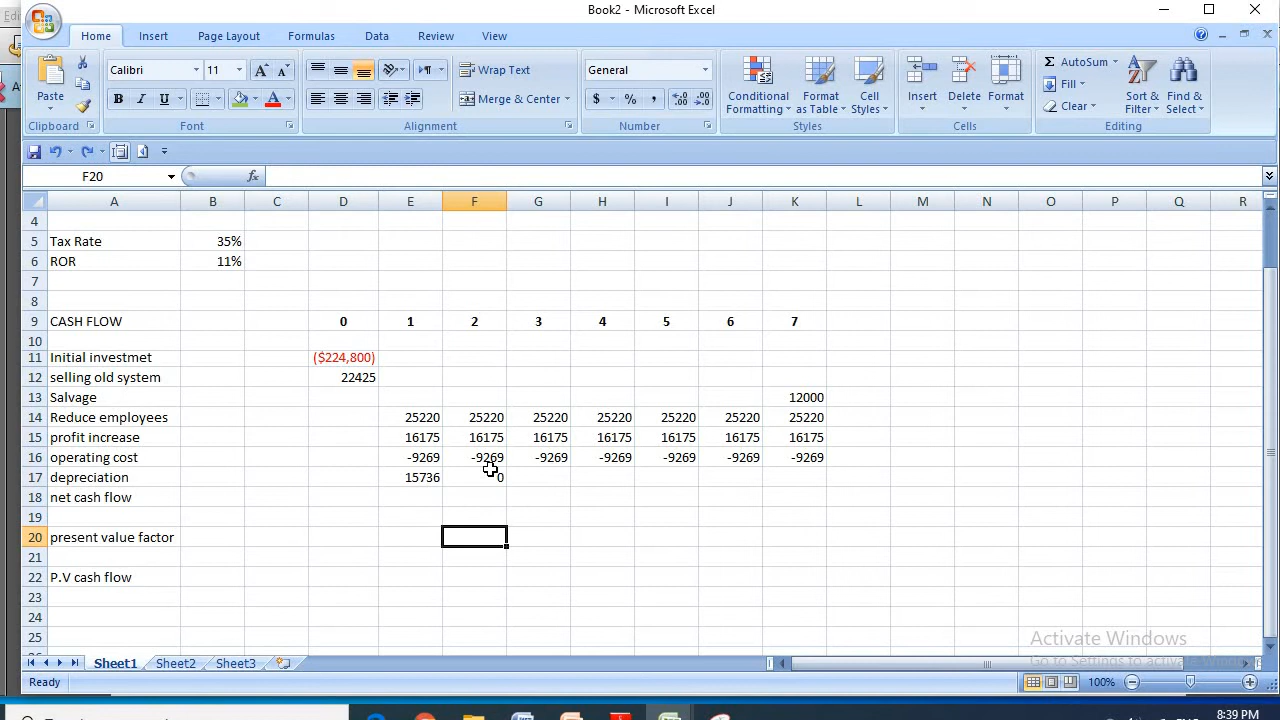 Book2 - Microsoft Excel
Home Insert Page Layout Formulas Data Review View
Paste
Calibri 11
Wrap Text
General
Conditional Formatting
Format as Table
Cell Styles
Insert Delete Format
Σ AutoSum
Fill
Clear
Sort & Filter
Find & Select
B I U
Merge & Center
$ % ,
Clipboard Font Alignment Number Styles Cells Editing
F20 fx
A B C D E F G H I J K L M N O P Q R
4
5 Tax Rate 35%
6 ROR 11%
7
8
9 CASH FLOW 0 1 2 3 4 5 6 7
10
11 Initial investmet ($224,800)
12 selling old system 22425
13 Salvage 12000
14 Reduce employees 25220 25220 25220 25220 25220 25220 25220
15 profit increase 16175 16175 16175 16175 16175 16175 16175
16 operating cost -9269 -9269 -9269 -9269 -9269 -9269 -9269
17 depreciation 15736 0
18 net cash flow
19
20 present value factor
21
22 P.V cash flow
23
24
25
Activate Windows
Go to Settings to activate
Sheet1 Sheet2 Sheet3
Ready 100%
8:39 PM